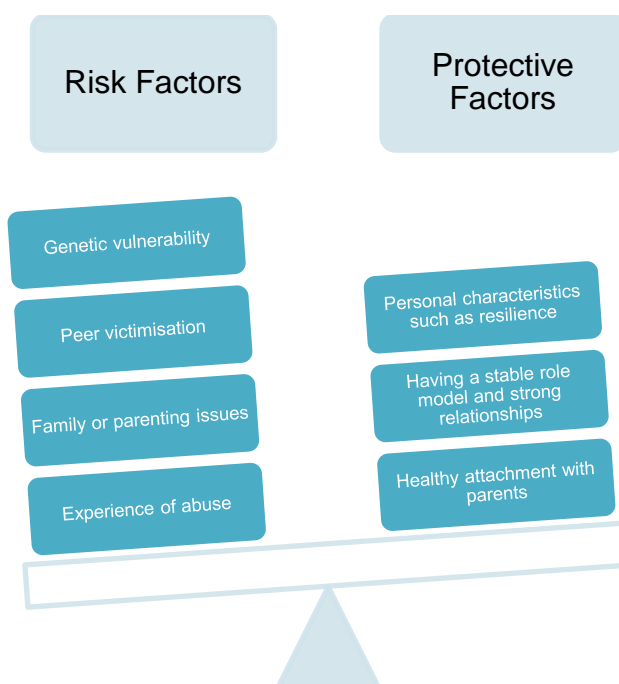 Risk Factors
Protective
Factors
Genetic vulnerability
Peer victimisation
Family or parenting issues
Experience of abuse
Personal characteristics
such as resilience
Having a stable role
model and strong
relationships
Healthy attachment with
parents